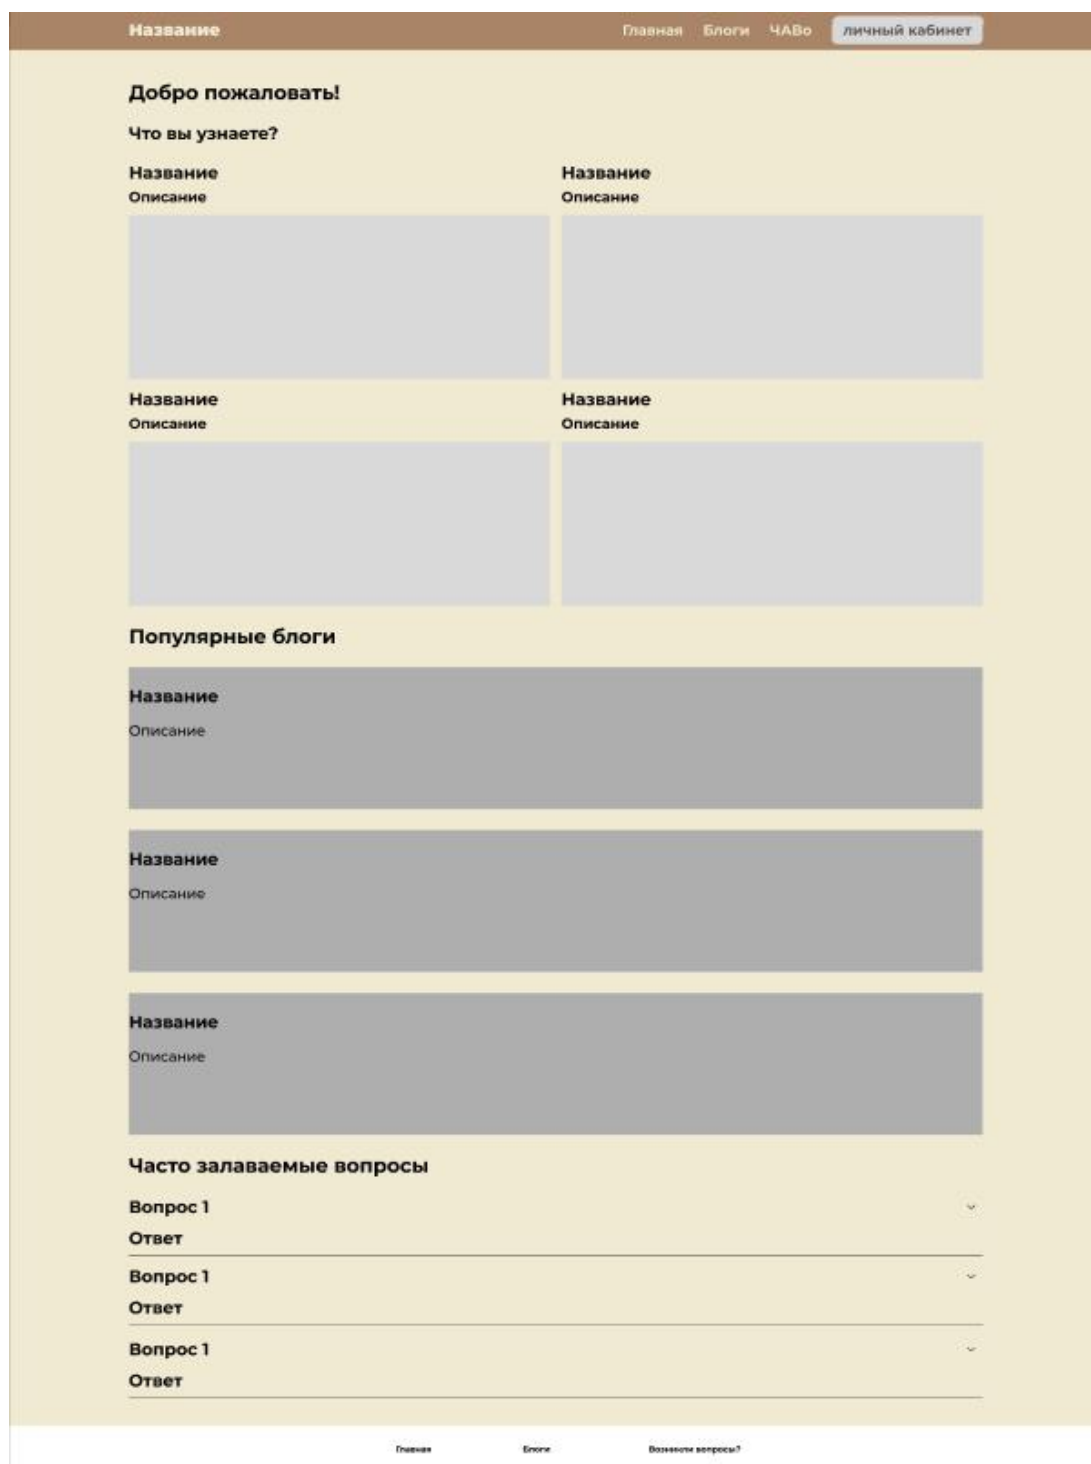 Название Главная Блоги ЧАВо личный кабинет
Добро пожаловать!
Что вы узнаете?
Название Название
Описание Описание
Название Название
Описание Описание
Популярные блоги
Название
Описание
Название
Описание
Название
Описание
Часто залаваемые вопросы
Вопрос 1
Ответ
Вопрос 1
Ответ
Вопрос 1
Ответ
Главная Блоги Возникли вопросы?